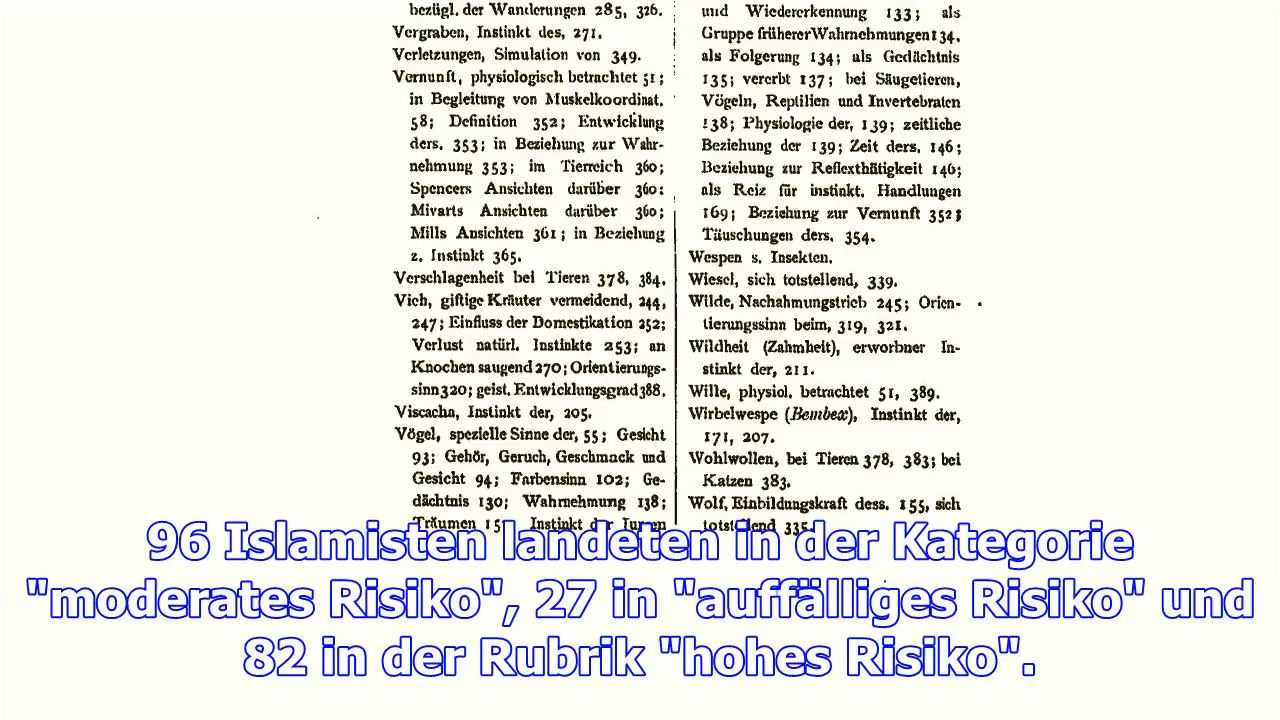 bezügl. der Wanderungen 285, 326.
Vergraben, Instinkt des, 271.
Verletzungen, Simulation von 349.
Vernunft, physiologisch betrachtet 51;
in Begleitung von Muskelkoordinat.
58; Definition 352; Entwicklung
ders. 353; in Beziehung zur Wahr-
nehmung 353; im Tierreich 360;
Spencers Ansichten darüber 360:
Mivarts Ansichten darüber 360;
Mills Ansichten 361; in Beziehung
z. Instinkt 365.
Verschlagenheit bei Tieren 378, 384.
Vieh, giftige Kräuter vermeidend, 244,
247; Einfluss der Domestikation 252;
Verlust natürl. Instinkte 253; an
Knochen saugend 270; Orientierungs-
sinn 320; geist. Entwicklungsgrad 388.
Viscacha, Instinkt der, 205.
Vögel, spezielle Sinne der, 55; Gesicht
93; Gehör, Geruch, Geschmack und
Gesicht 94; Farbensinn 102; Ge-
dächtnis 130; Wahrnehmung 138;
Träumen Instinkt der Jungen
und Wiedererkennung 133; als
Gruppe früherer Wahrnehmungen 134.
als Folgerung 134; als Gedächtnis
135; vererbt 137; bei Säugetieren,
Vögeln, Reptilien und Invertebraten
138; Physiologie der, 139; zeitliche
Beziehung der 139; Zeit ders. 146;
Beziehung zur Reflexthätigkeit 146;
als Reiz für instinkt. Handlungen
169; Beziehung zur Vernunft 352;
Täuschungen ders. 354.
Wespen s. Insekten.
Wiesel, sich totstellend, 339.
Wilde, Nachahmungstrieb 245; Orien-
tierungssinn beim, 319, 321.
Wildheit (Zahmheit), erworbner In-
stinkt der, 211.
Wille, physiol. betrachtet 51, 389.
Wirbelwespe (Bembex), Instinkt der,
171, 207.
Wohlwollen, bei Tieren 378, 383; bei
Katzen 383.
Wolf, Einbildungskraft dess. 155, sich
totstellend 335.
96 Islamisten landeten in der Kategorie
"moderates Risiko", 27 in "auffälliges Risiko" und
82 in der Rubrik "hohes Risiko".